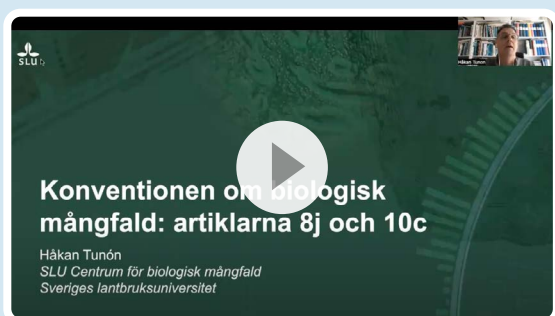 SLU
Håkan Tunón
Konventionen om biologisk
mångfald: artiklarna 8j och 10c
Håkan Tunón
SLU Centrum för biologisk mångfald
Sveriges lantbruksuniversitet